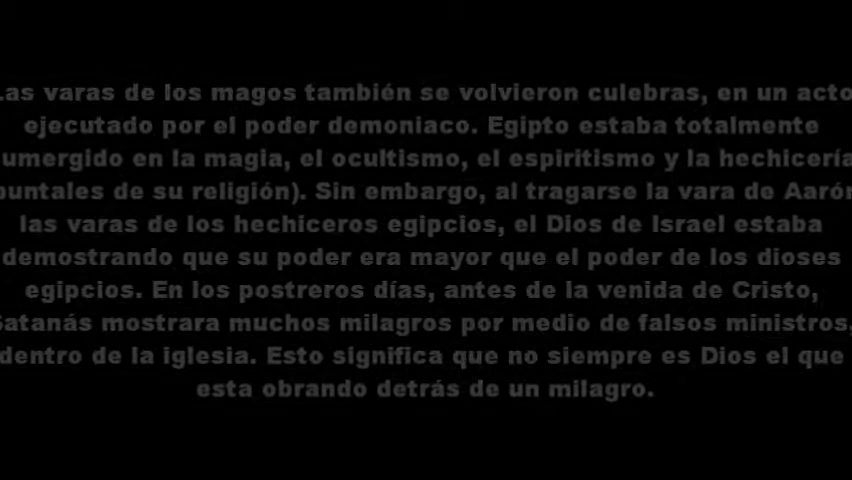 Las varas de los magos también se volvieron culebras, en un acto
ejecutado por el poder demoniaco. Egipto estaba totalmente
umergido en la magia, el ocultismo, el espiritismo y la hechicería
puntales de su religión). Sin embargo, al tragarse la vara de Aarón
las varas de los hechiceros egipcios, el Dios de Israel estaba
demostrando que su poder era mayor que el poder de los dioses
egipcios. En los postreros días, antes de la venida de Cristo,
Satanás mostrara muchos milagros por medio de falsos ministros,
dentro de la iglesia. Esto significa que no siempre es Dios el que
esta obrando detrás de un milagro.